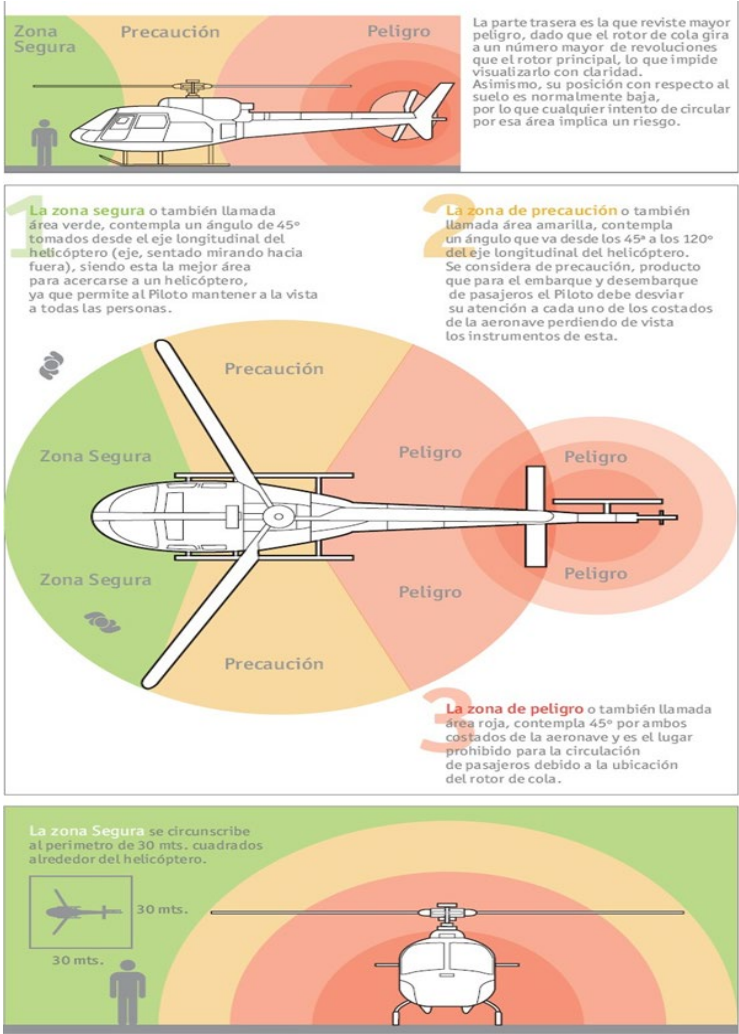 Zona
Segura
Precaución
Peligro
La parte trasera es la que reviste mayor
peligro, dado que el rotor de cola gira
a un número mayor de revoluciones
que el rotor principal, lo que impide
visualizarlo con claridad.
Asimismo, su posición con respecto al
suelo es normalmente baja,
por lo que cualquier intento de circular
por esa área implica un riesgo.
1
La zona segura o también llamada
área verde, contempla un ángulo de 45º
tomados desde el eje longitudinal del
helicóptero (eje, sentado mirando hacia
fuera), siendo esta la mejor área
para acercarse a un helicóptero,
ya que permite al Piloto mantener a la vista
a todas las personas.
2
La zona de precaución o también
llamada área amarilla, contempla
un ángulo que va desde los 45ª a los 120º
del eje longitudinal del helicóptero.
Se considera de precaución, producto
que para el embarque y desembarque
de pasajeros el Piloto debe desviar
su atención a cada uno de los costados
de la aeronave perdiendo de vista
los instrumentos de esta.
Precaución
Zona Segura
Peligro
Peligro
Zona Segura
Peligro
Peligro
Precaución
3
La zona de peligro o también llamada
área roja, contempla 45º por ambos
costados de la aeronave y es el lugar
prohibido para la circulación
de pasajeros debido a la ubicación
del rotor de cola.
La zona Segura se circunscribe
al perimetro de 30 mts. cuadrados
alrededor del helicóptero.
30 mts.
30 mts.